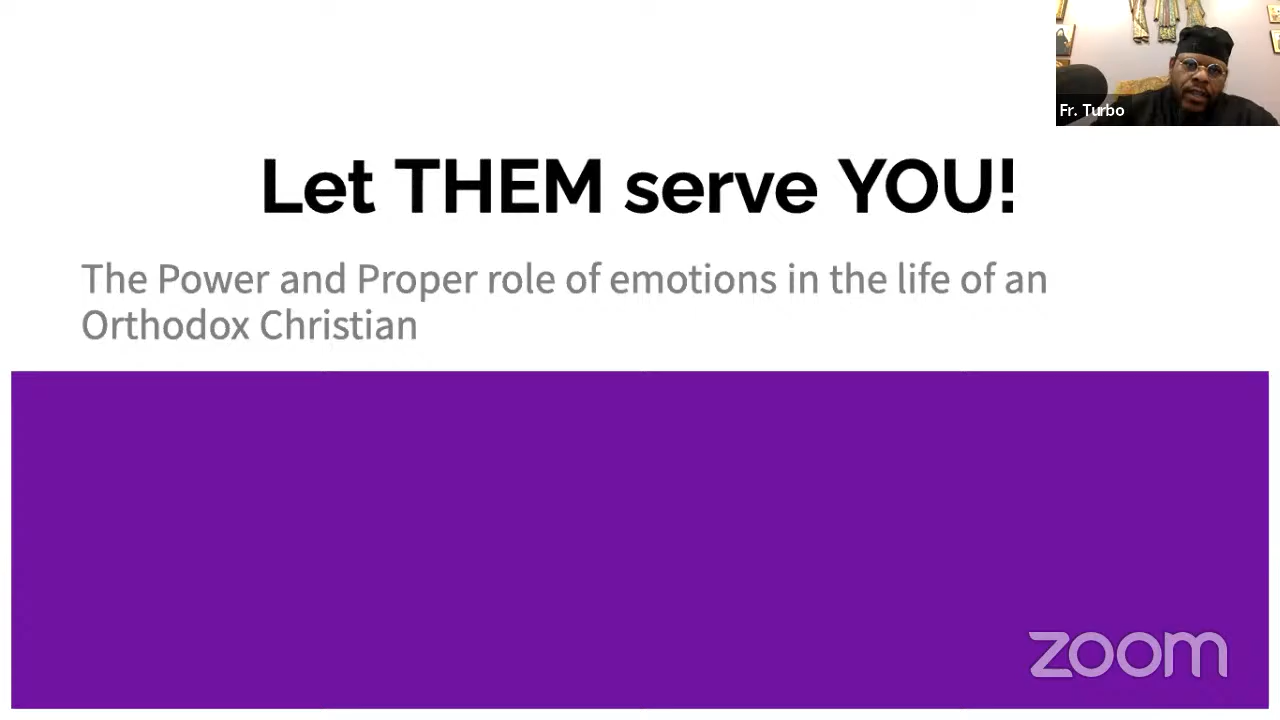 Fr. Turbo
Let THEM serve YOU!
The Power and Proper role of emotions in the life of an
Orthodox Christian
zoom